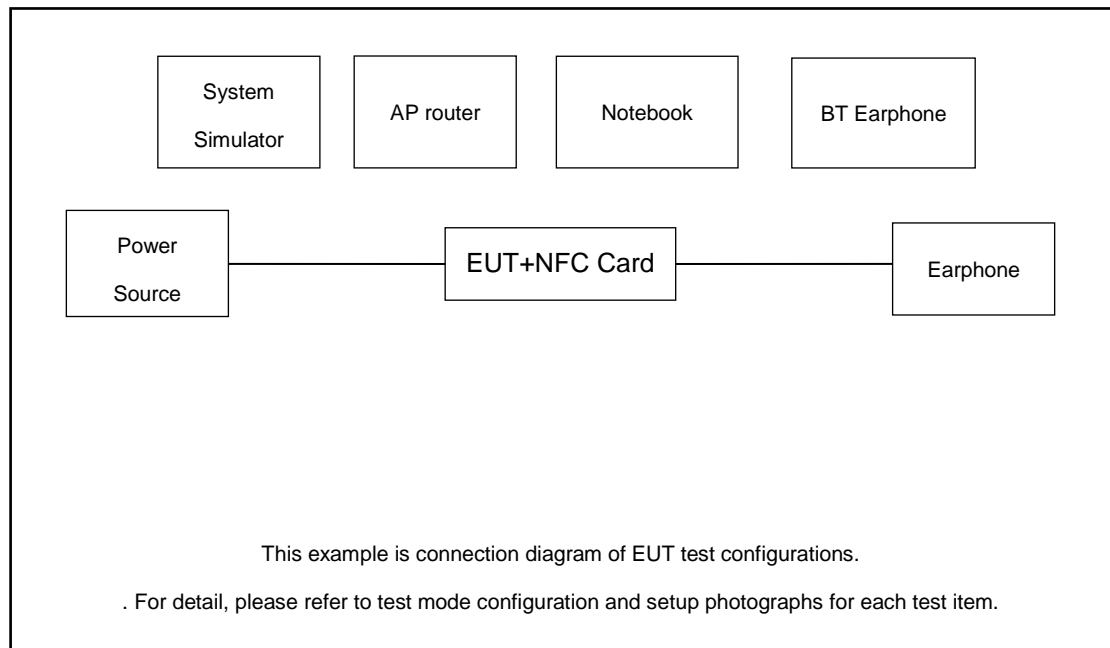 System
Simulator
AP router
Notebook
BT Earphone
Power
Source
EUT+NFC Card
Earphone
This example is connection diagram of EUT test configurations.
. For detail, please refer to test mode configuration and setup photographs for each test item.